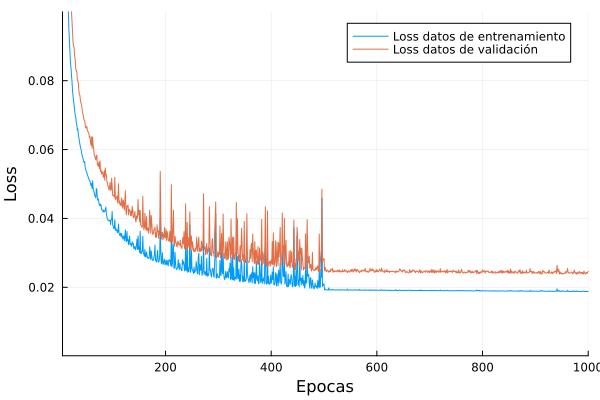 Loss datos de entrenamiento
Loss datos de validación
0.08
0.06
0.04
0.02
Loss
200
400
600
800
1000
Epocas